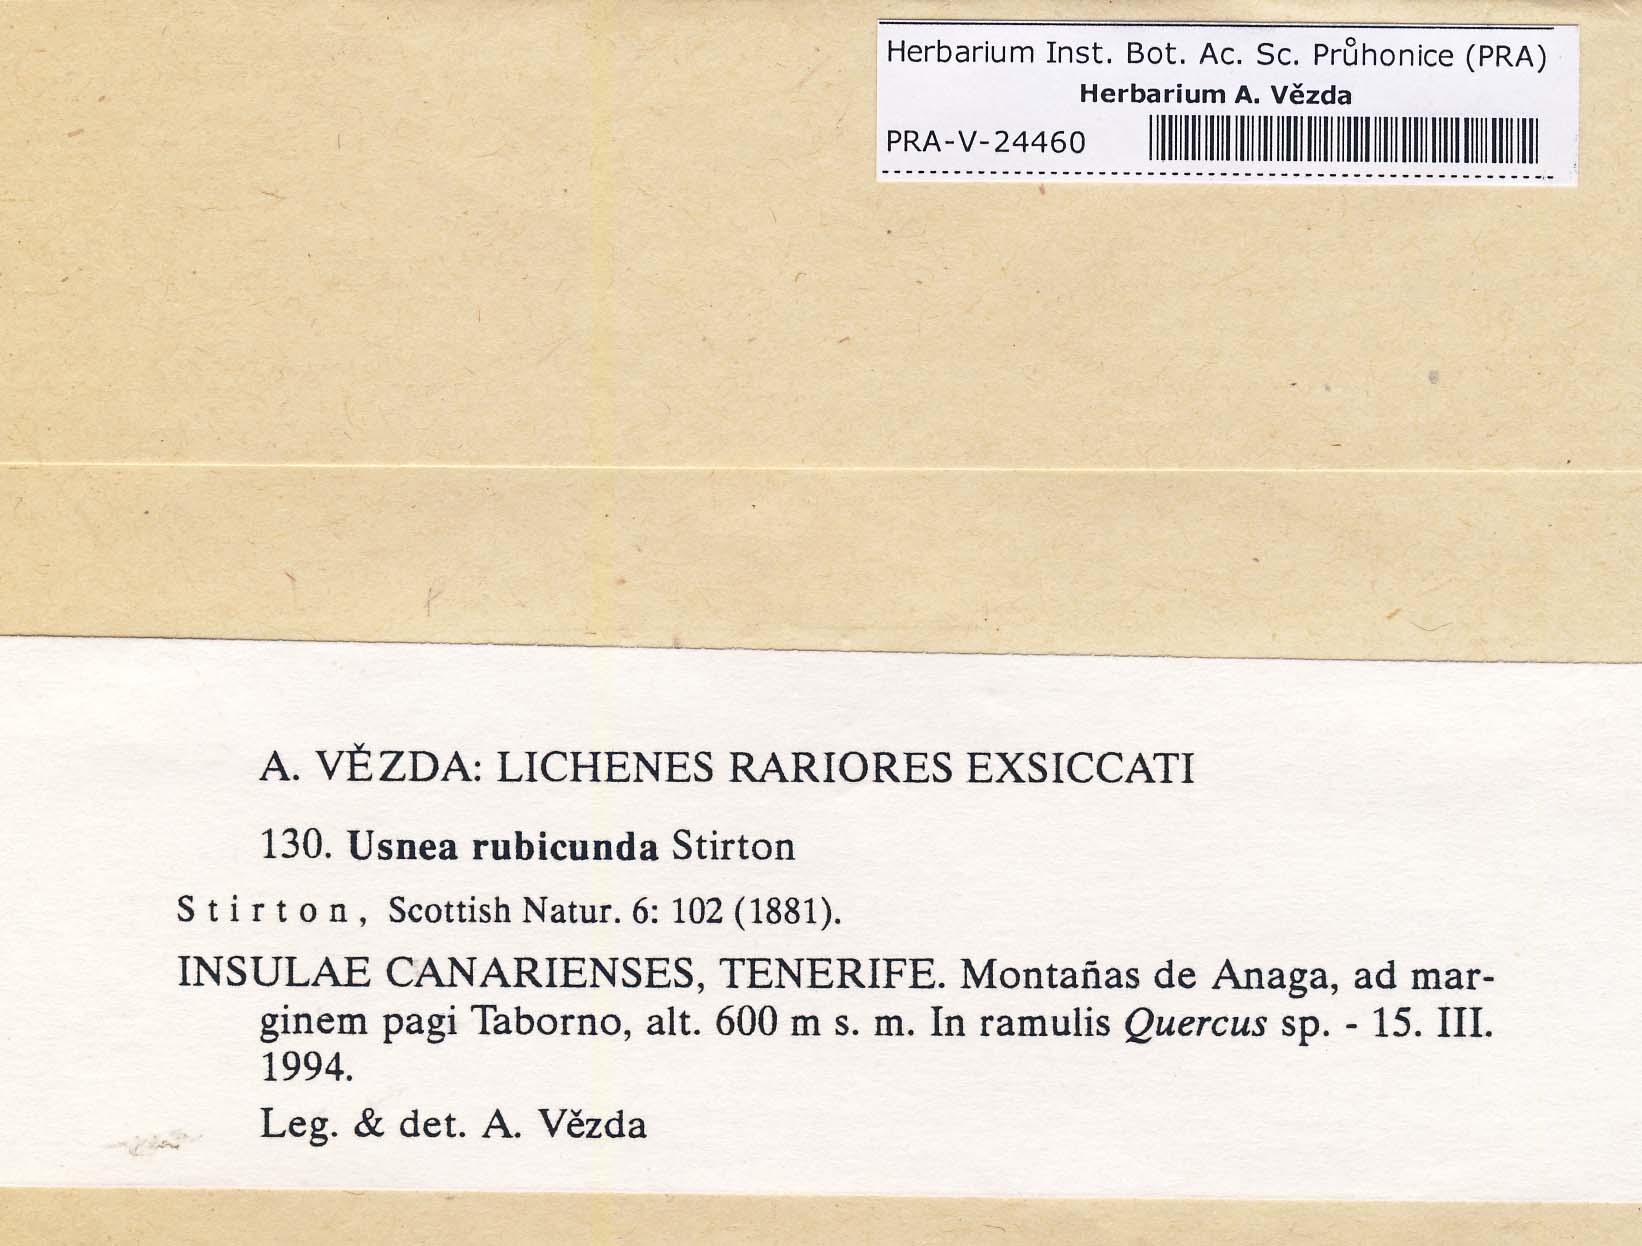 Herbarium Inst. Bot. Ac. Sc. Průhonice (PRA)
Herbarium A. Vězda
PRA-V-24460
A. VĚZDA: LICHENES RARIORES EXSICCATI
130. Usnea rubicunda Stirton
Stirton, Scottish Natur. 6: 102 (1881).
INSULAE CANARIENSES, TENERIFE. Montañas de Anaga, ad mar-
ginem pagi Taborno, alt. 600 m s. m. In ramulis Quercus sp. - 15. III.
1994.
Leg. & det. A. Vězda